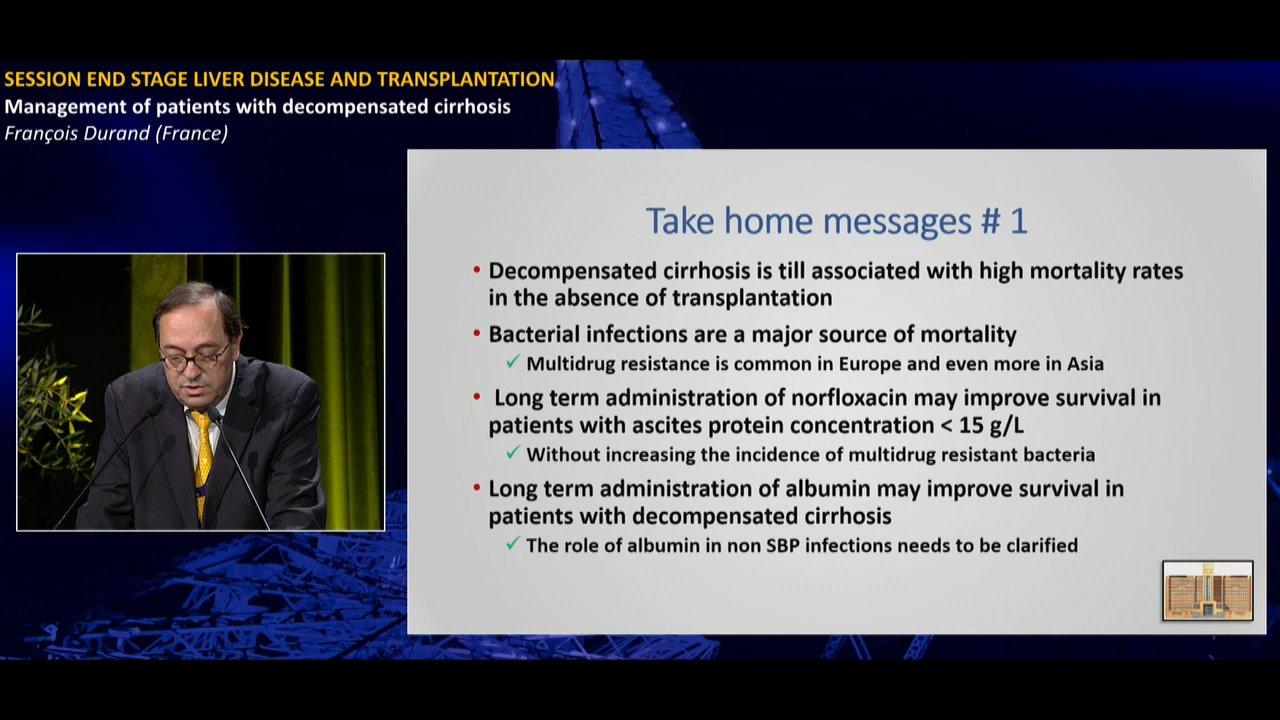 SESSION END STAGE LIVER DISEASE AND TRANSPLANTATION
Management of patients with decompensated cirrhosis
François Durand (France)
Take home messages # 1
• Decompensated cirrhosis is till associated with high mortality rates
in the absence of transplantation
• Bacterial infections are a major source of mortality
✓ Multidrug resistance is common in Europe and even more in Asia
• Long term administration of norfloxacin may improve survival in
patients with ascites protein concentration < 15 g/L
✓ Without increasing the incidence of multidrug resistant bacteria
• Long term administration of albumin may improve survival in
patients with decompensated cirrhosis
✓ The role of albumin in non SBP infections needs to be clarified